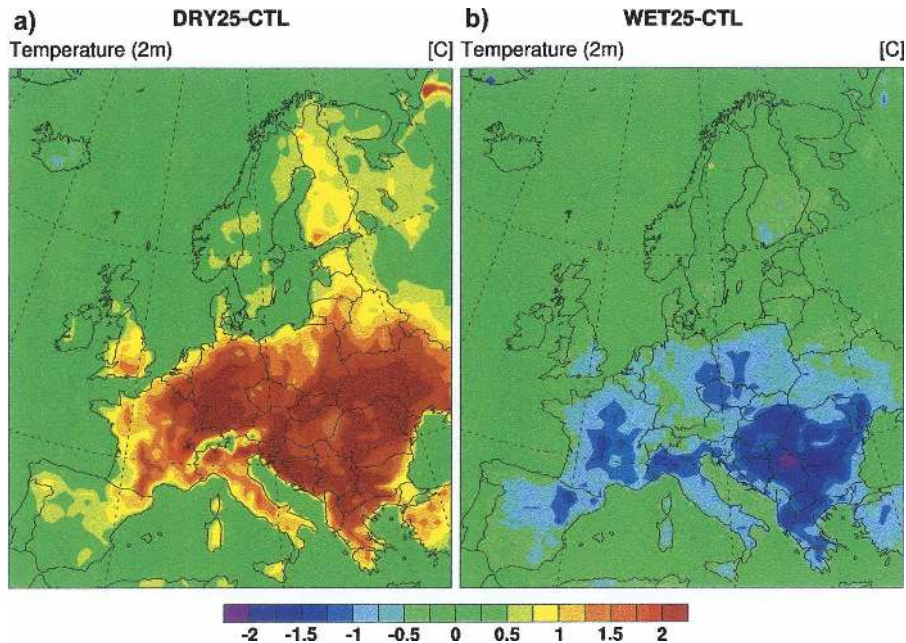 a) DRY25-CTL
Temperature (2m) [C]
b) WET25-CTL
Temperature (2m) [C]
-2 -1.5 -1 -0.5 0 0.5 1 1.5 2